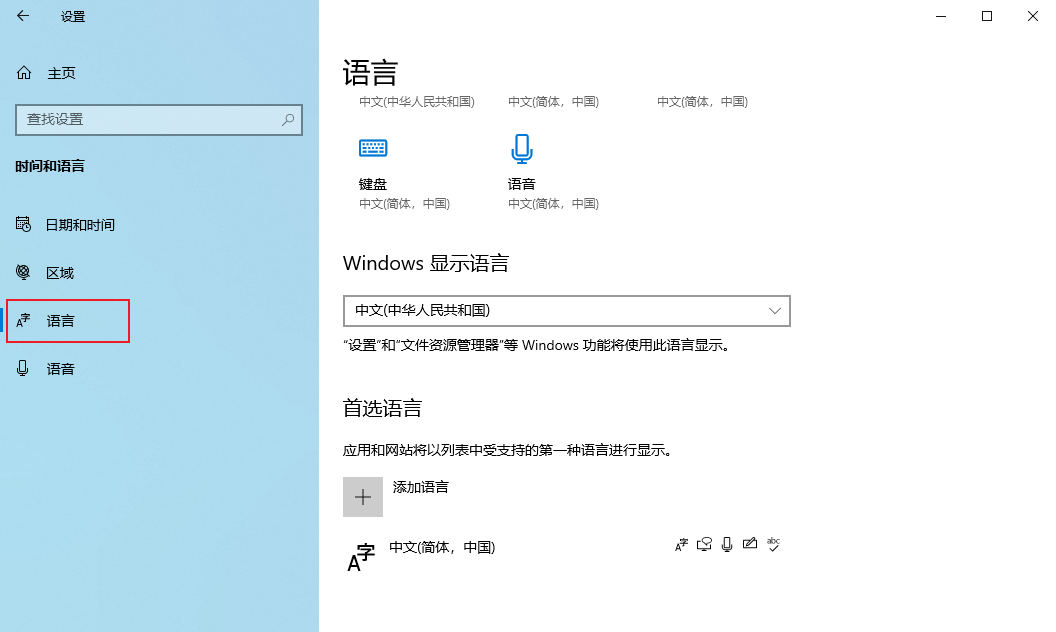 设置
主页
查找设置
时间和语言
日期和时间
区域
语言
语音
语言
中文(中华人民共和国)
中文(简体，中国)
中文(简体，中国)
键盘
中文(简体，中国)
语音
中文(简体，中国)
Windows 显示语言
中文(中华人民共和国)
“设置”和“文件资源管理器”等 Windows 功能将使用此语言显示。
首选语言
应用和网站将以列表中受支持的第一种语言进行显示。
添加语言
A字 中文(简体，中国)
A字 abc